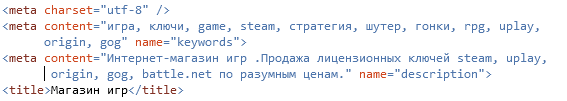 <meta charset="utf-8" />
<meta content="игра, ключи, game, steam, стратегия, шутер, гонки, rpg, uplay,
origin, gog" name="keywords">
<meta content="Интернет-магазин игр .Продажа лицензионных ключей steam, uplay,
origin, gog, battle.net по разумным ценам." name="description">
<title>Магазин игр</title>